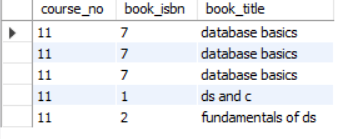 course_no book_isbn book_title
11 7 database basics
11 7 database basics
11 7 database basics
11 1 ds and c
11 2 fundamentals of ds